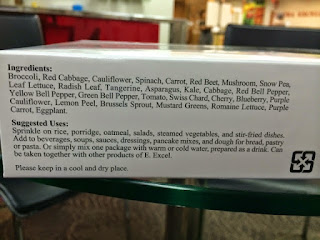 Ingredients:
Broccoli, Red Cabbage, Cauliflower, Spinach, Carrot, Red Beet, Mushroom, Snow Pea,
Leaf Lettuce, Radish Leaf, Tangerine, Asparagus, Kale, Cabbage, Red Bell Pepper,
Yellow Bell Pepper, Green Bell Pepper, Tomato, Swiss Chard, Cherry, Blueberry, Purple
Cauliflower, Lemon Peel, Brussels Sprout, Mustard Greens, Romaine Lettuce, Purple
Carrot, Eggplant.
Suggested Uses:
Sprinkle on rice, porridge, oatmeal, salads, steamed vegetables, and stir-fried dishes.
Add to beverages, soups, sauces, dressings, pancake mixes, and dough for bread, pastry
or pasta. Or simply mix one package with warm or cold water, prepared as a drink. Can
be taken together with other products of E. Excel.
Please keep in a cool and dry place.